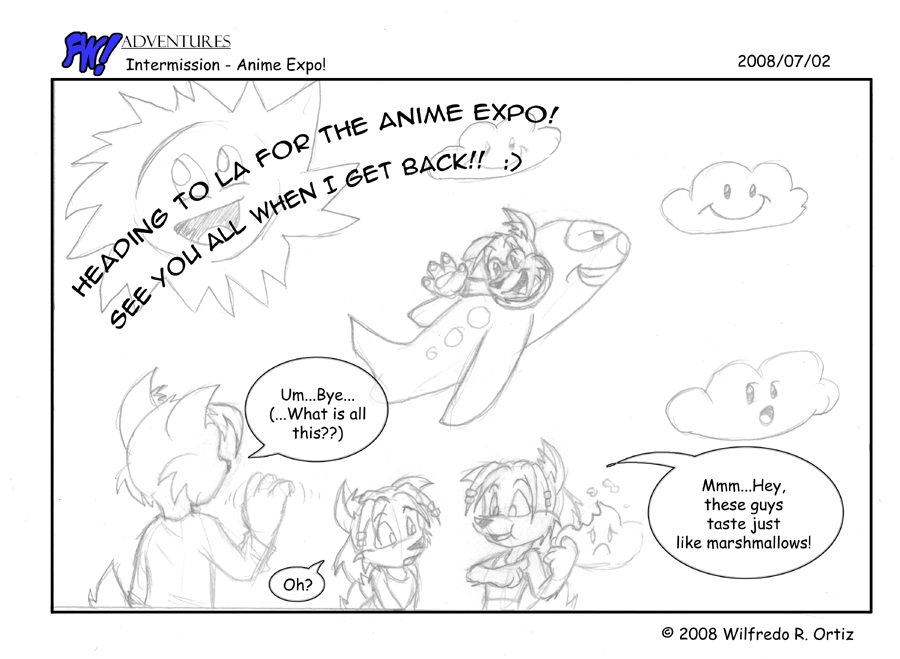 FW! ADVENTURES
Intermission - Anime Expo!
2008/07/02
HEADING TO LA FOR THE ANIME EXPO!
SEE YOU ALL WHEN I GET BACK!! :)
Um...Bye...
(...What is all
this??)
Oh?
Mmm...Hey,
these guys
taste just
like marshmallows!
© 2008 Wilfredo R. Ortiz